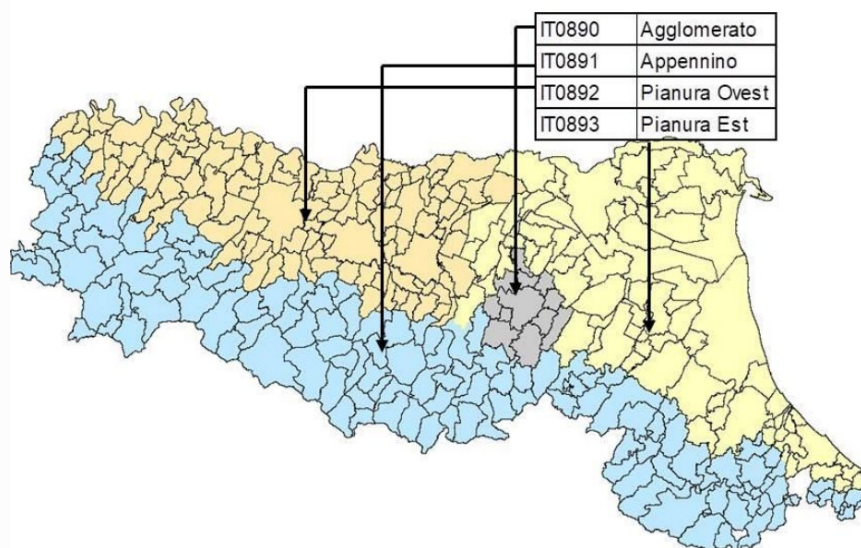 IT0890 Agglomerato
IT0891 Appennino
IT0892 Pianura Ovest
IT0893 Pianura Est